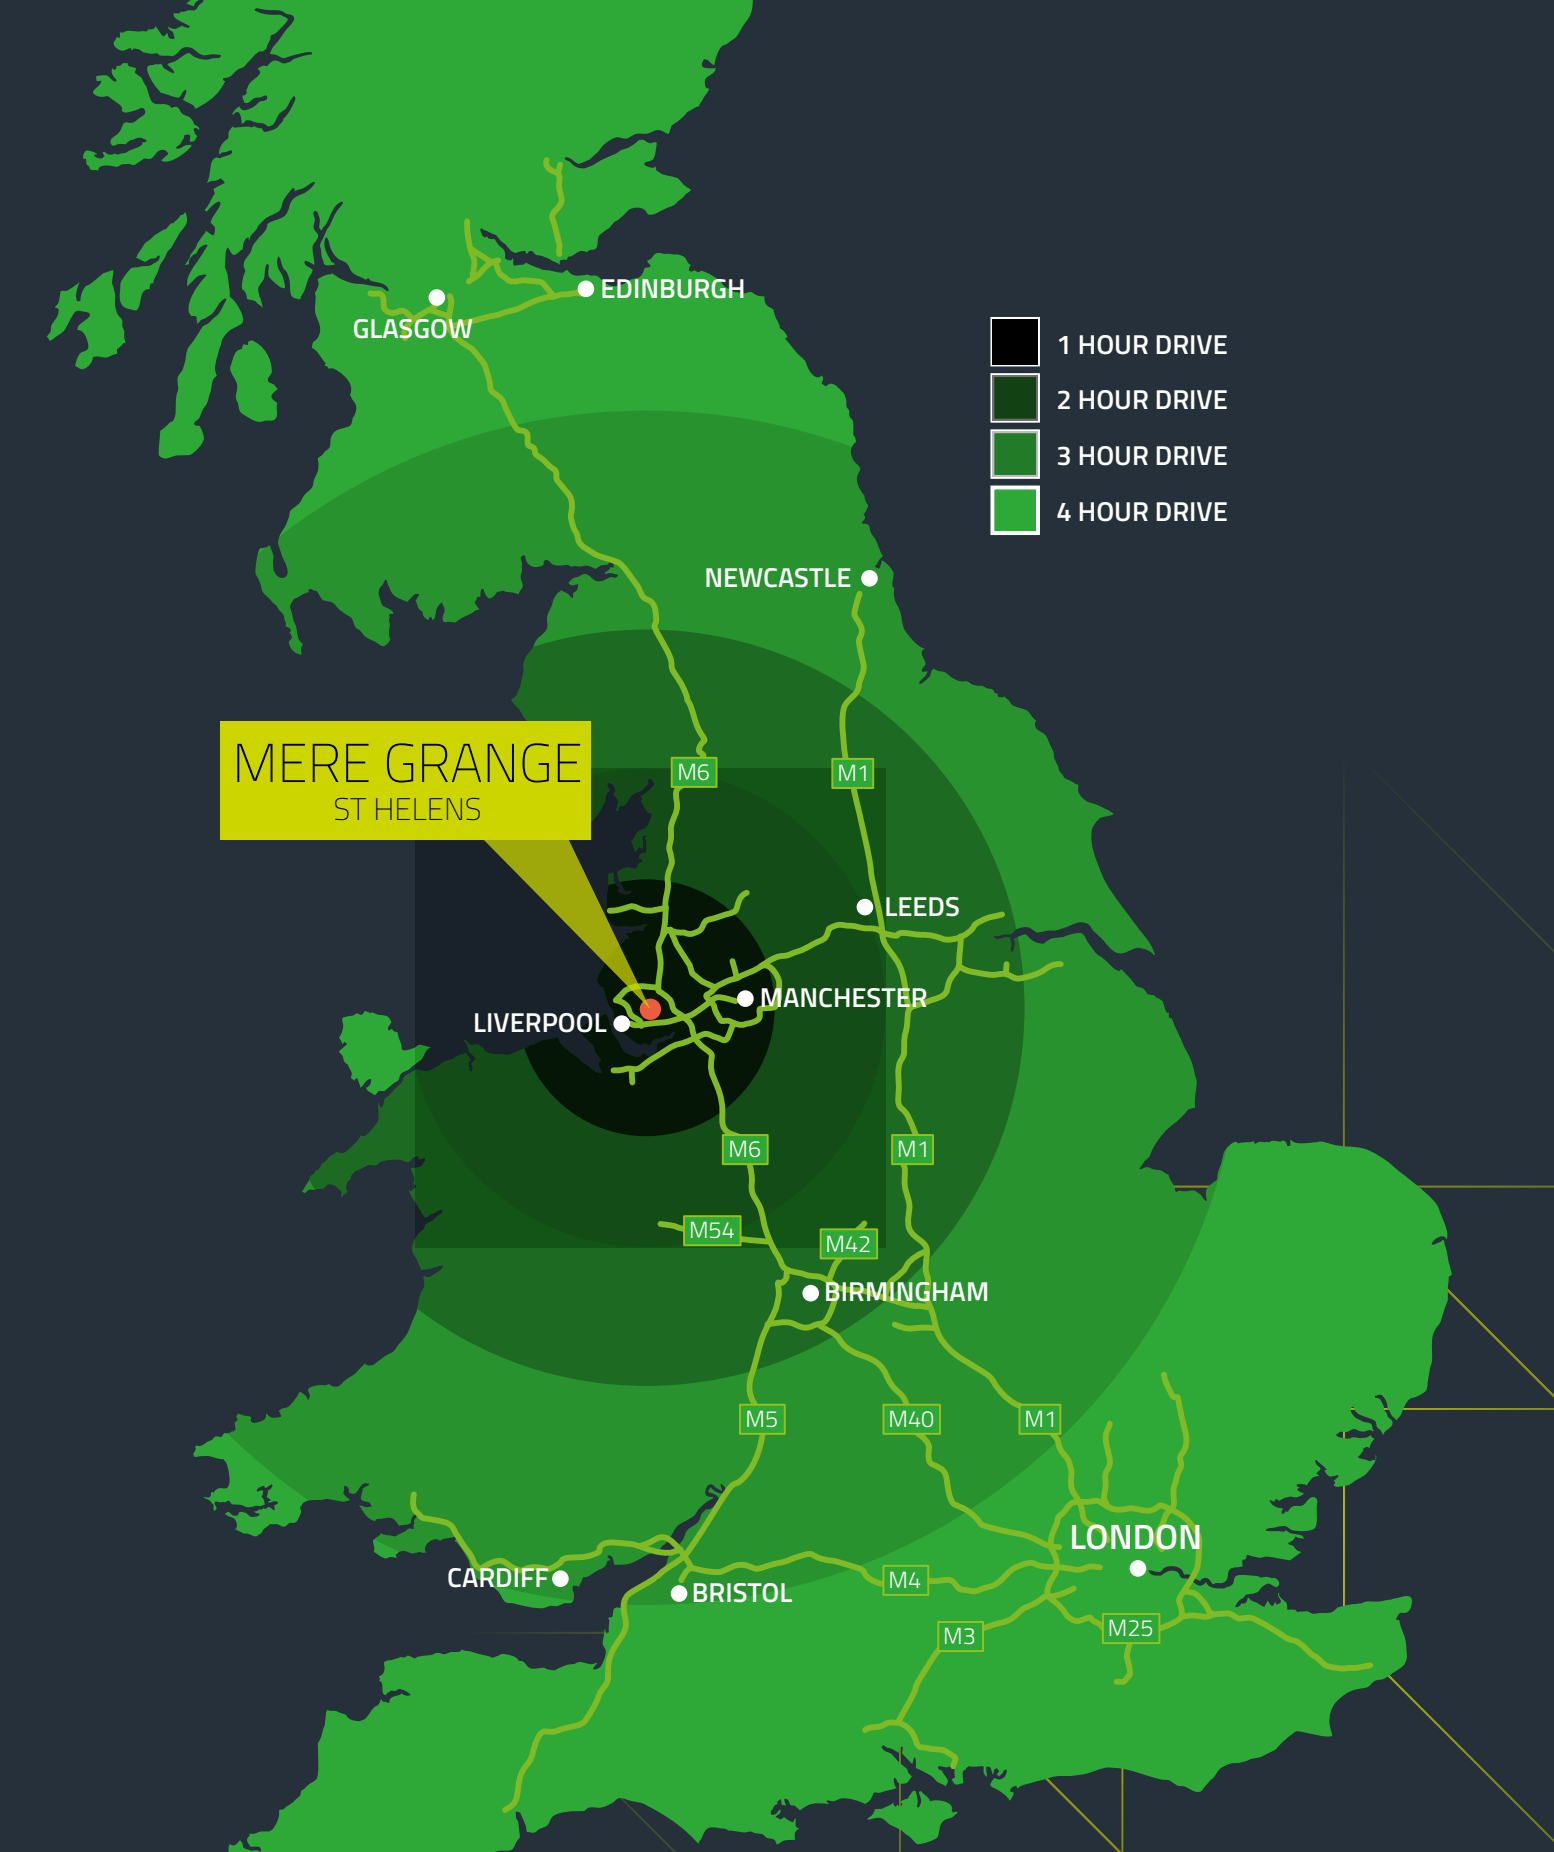 EDINBURGH
GLASGOW
1 HOUR DRIVE
2 HOUR DRIVE
3 HOUR DRIVE
4 HOUR DRIVE
NEWCASTLE
MERE GRANGE
ST HELENS
M6
M1
LEEDS
MANCHESTER
LIVERPOOL
M6
M1
M54
M42
BIRMINGHAM
M5
M40
M1
LONDON
CARDIFF
BRISTOL
M4
M3
M25